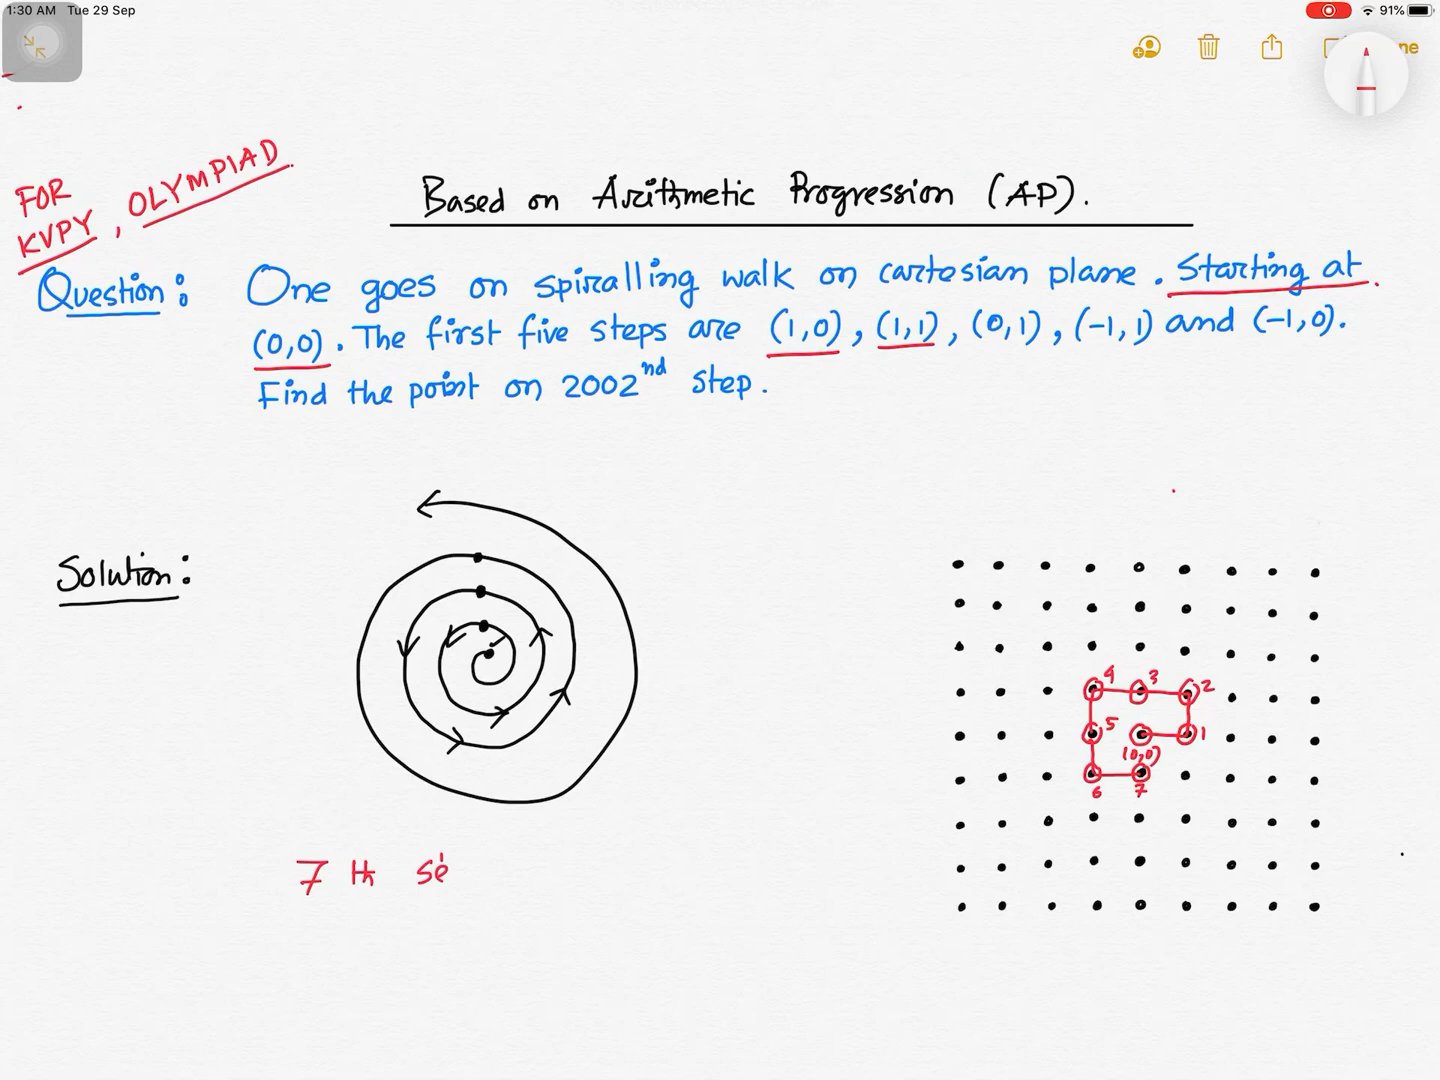 1:30 AM Tue 29 Sep
91%
ne
FOR
KVPY, OLYMPIAD
Based on Arithmetic Progression (AP).
Question: One goes on spiralling walk on cartesian plane. Starting at
(0,0). The first five steps are (1,0), (1,1), (0,1), (-1,1) and (-1,0).
Find the point on 2002nd step.
Solution:
4 3 2
5 1
(0,0)
6 7
7 th